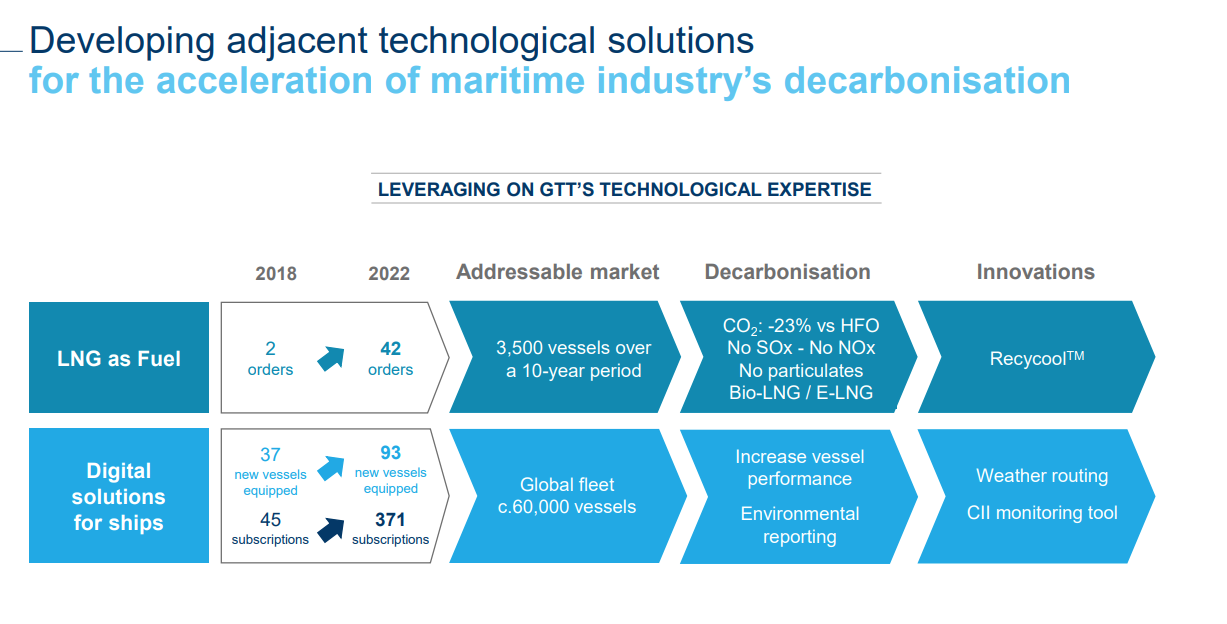 Developing adjacent technological solutions
for the acceleration of maritime industry’s decarbonisation
LEVERAGING ON GTT’S TECHNOLOGICAL EXPERTISE
2018
2022
Addressable market
Decarbonisation
Innovations
LNG as Fuel
2
orders
42
orders
3,500 vessels over
a 10-year period
CO₂: -23% vs HFO
No SOx - No NOx
No particulates
Bio-LNG / E-LNG
Recycool™
Digital
solutions
for ships
37
new vessels
equipped
93
new vessels
equipped
45
subscriptions
371
subscriptions
Global fleet
c.60,000 vessels
Increase vessel
performance
Environmental
reporting
Weather routing
CII monitoring tool